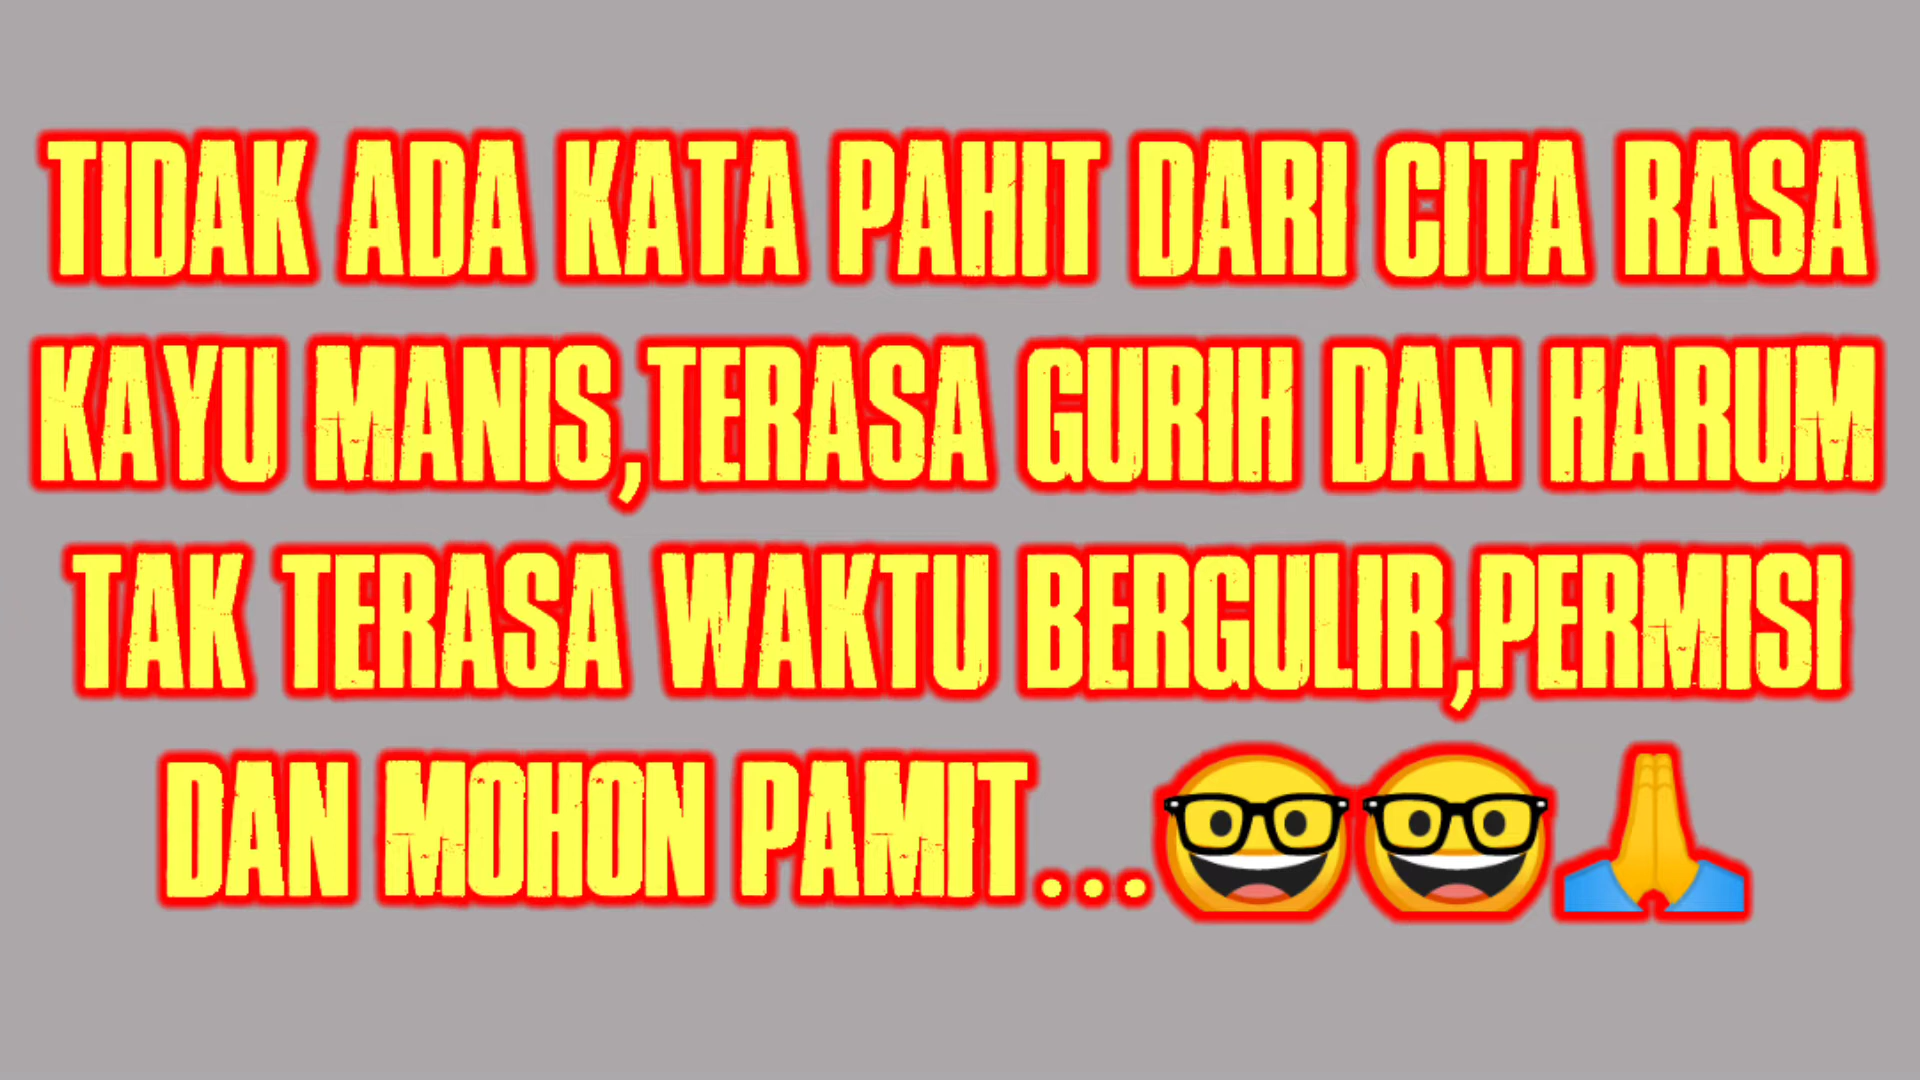 TIDAK ADA KATA PAHIT DARI CITA RASA
KAYU MANIS,TERASA GURIH DAN HARUM
TAK TERASA WAKTU BERGULIR,PERMISI
DAN MOHON PAMIT...🤓🤓🙏